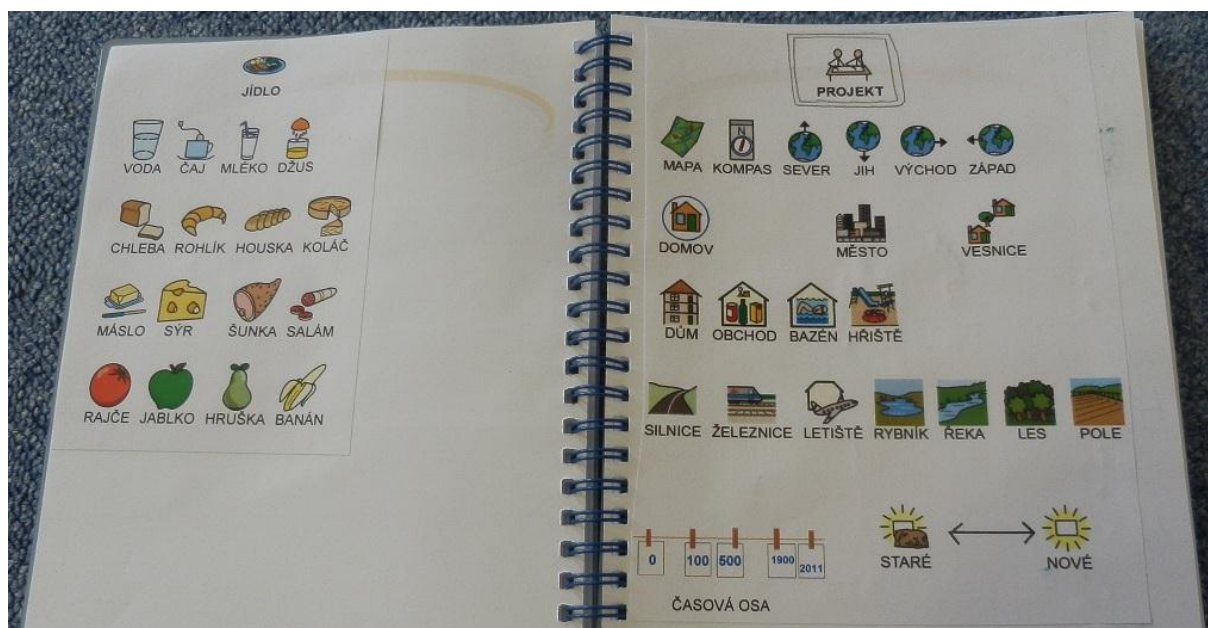 JÍDLO
VODA ČAJ MLÉKO DŽUS
CHLEBA ROHLÍK HOUSKA KOLÁČ
MÁSLO SÝR ŠUNKA SALÁM
RAJČE JABLKO HRUŠKA BANÁN
PROJEKT
N
MAPA KOMPAS SEVER JIH VÝCHOD ZÁPAD
DOMOV MĚSTO VESNICE
DŮM OBCHOD BAZÉN HŘIŠTĚ
SILNICE ŽELEZNICE LETIŠTĚ RYBNÍK ŘEKA LES POLE
0 100 500 1900 2011
STARÉ NOVÉ
ČASOVÁ OSA